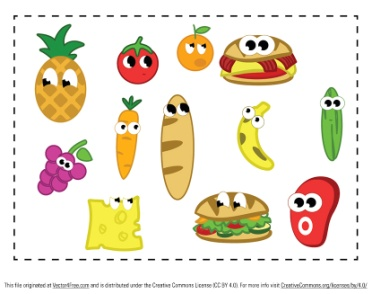 This file originated at Vector4Free.com and is distributed under the Creative Commons License (CC BY 4.0). For more info visit CreativeCommons.org/licenses/by/4.0/